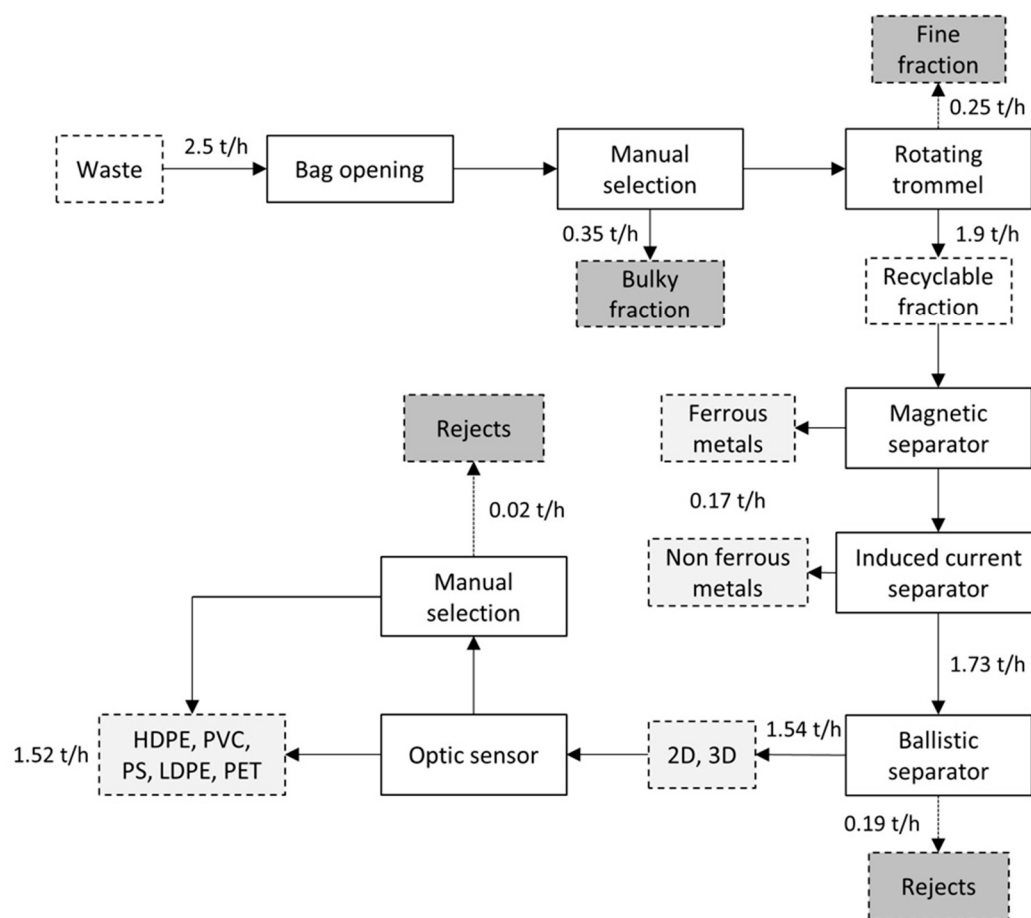 Fine
fraction
0.25 t/h
2.5 t/h
Waste
Bag opening
Manual
selection
Rotating
trommel
0.35 t/h
1.9 t/h
Bulky
fraction
Recyclable
fraction
Rejects
Ferrous
metals
Magnetic
separator
0.02 t/h
0.17 t/h
Manual
selection
Non ferrous
metals
Induced current
separator
1.73 t/h
1.52 t/h
HDPE, PVC,
PS, LDPE, PET
Optic sensor
2D, 3D
1.54 t/h
Ballistic
separator
0.19 t/h
Rejects